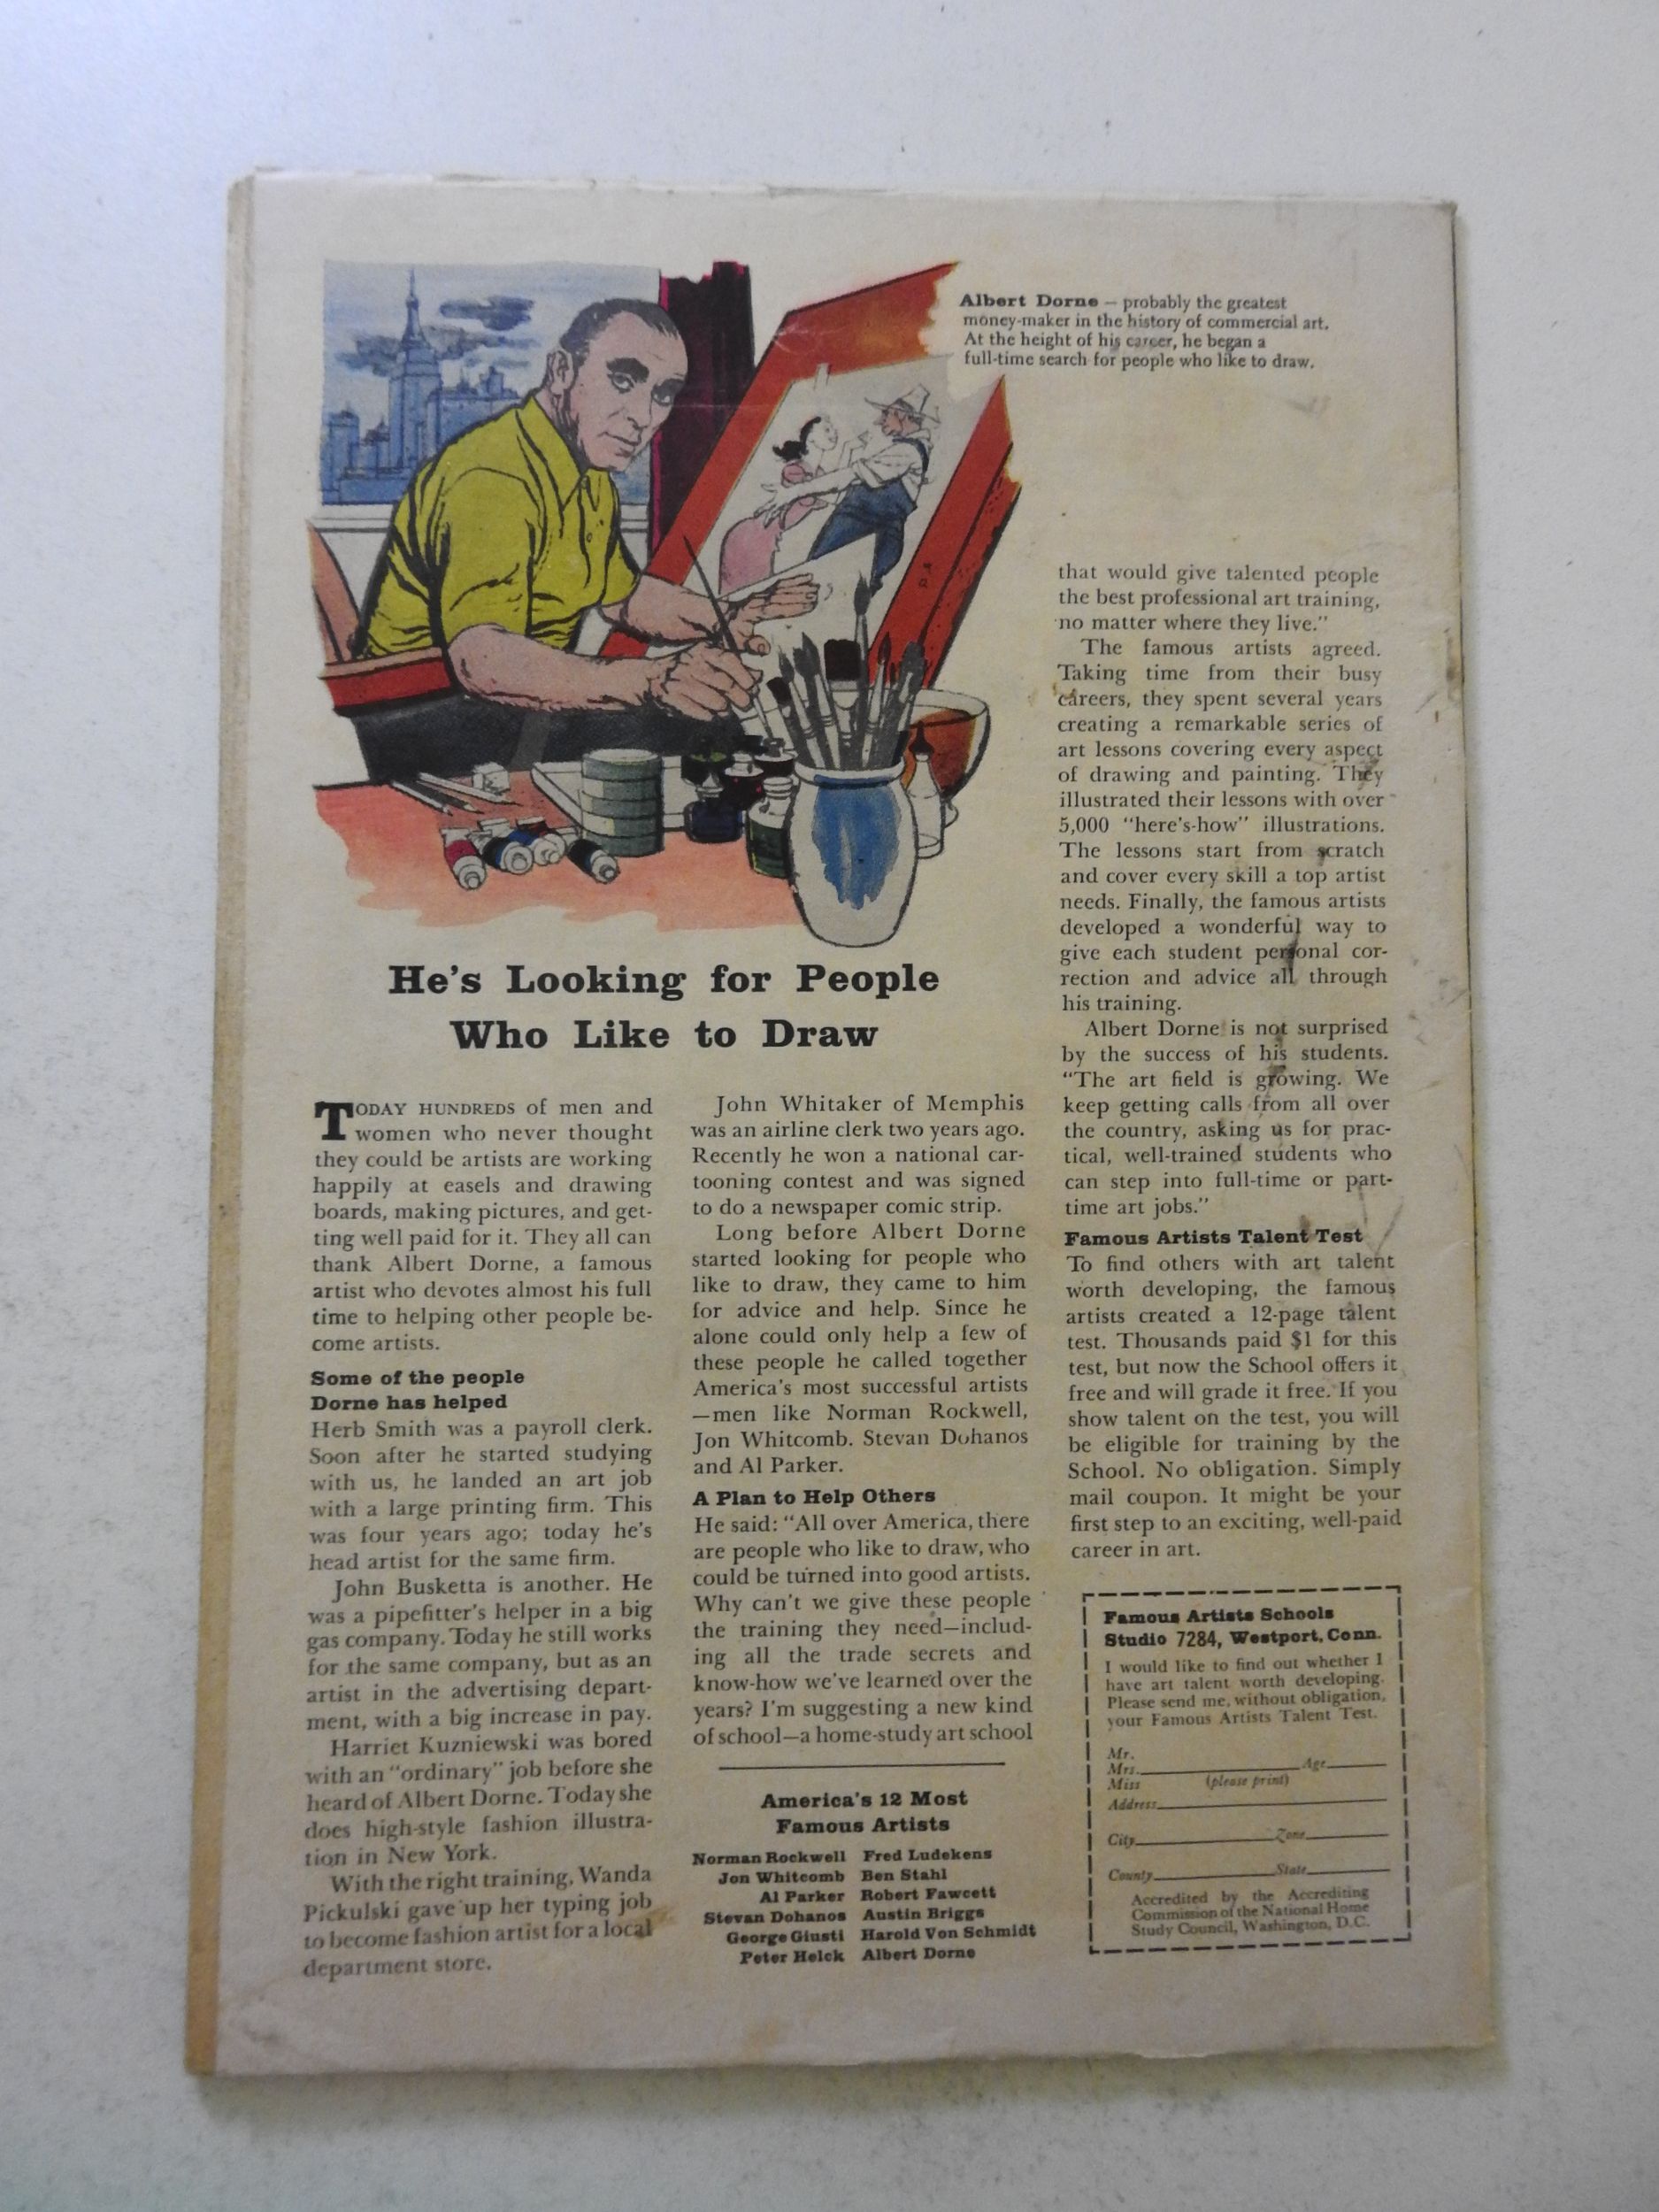 Albert Dorne – probably the greatest
money-maker in the history of commercial art.
At the height of his career, he began a
full-time search for people who like to draw.
He's Looking for People
Who Like to Draw
TODAY HUNDREDS of men and
women who never thought
they could be artists are working
happily at easels and drawing
boards, making pictures, and get-
ting well paid for it. They all can
thank Albert Dorne, a famous
artist who devotes almost his full
time to helping other people be-
come artists.
Some of the people
Dorne has helped
Herb Smith was a payroll clerk.
Soon after he started studying
with us, he landed an art job
with a large printing firm. This
was four years ago; today he's
head artist for the same firm.
John Busketta is another. He
was a pipefitter's helper in a big
gas company. Today he still works
for the same company, but as an
artist in the advertising depart-
ment, with a big increase in pay.
Harriet Kuzniewski was bored
with an "ordinary" job before she
heard of Albert Dorne. Today she
does high-style fashion illustra-
tion in New York.
With the right training, Wanda
Pickulski gave up her typing job
to become fashion artist for a local
department store.
John Whitaker of Memphis
was an airline clerk two years ago.
Recently he won a national car-
tooning contest and was signed
to do a newspaper comic strip.
Long before Albert Dorne
started looking for people who
like to draw, they came to him
for advice and help. Since he
alone could only help a few of
these people he called together
America's most successful artists
—men like Norman Rockwell,
Jon Whitcomb. Stevan Dohanos
and Al Parker.
A Plan to Help Others
He said: "All over America, there
are people who like to draw, who
could be turned into good artists.
Why can't we give these people
the training they need—includ-
ing all the trade secrets and
know-how we've learned over the
years? I'm suggesting a new kind
of school—a home-study art school
that would give talented people
the best professional art training,
no matter where they live."
The famous artists agreed.
Taking time from their busy
careers, they spent several years
creating a remarkable series of
art lessons covering every aspect
of drawing and painting. They
illustrated their lessons with over
5,000 "here's-how" illustrations.
The lessons start from scratch
and cover every skill a top artist
needs. Finally, the famous artists
developed a wonderful way to
give each student personal cor-
rection and advice all through
his training.
Albert Dorne is not surprised
by the success of his students.
"The art field is growing. We
keep getting calls from all over
the country, asking us for prac-
tical, well-trained students who
can step into full-time or part-
time art jobs."
Famous Artists Talent Test
To find others with art talent
worth developing, the famous
artists created a 12-page talent
test. Thousands paid $1 for this
test, but now the School offers it
free and will grade it free. If you
show talent on the test, you will
be eligible for training by the
School. No obligation. Simply
mail coupon. It might be your
first step to an exciting, well-paid
career in art.
America's 12 Most
Famous Artists
Norman Rockwell Fred Ludekens
Jon Whitcomb Ben Stahl
Al Parker Robert Fawcett
Stevan Dohanos Austin Briggs
George Giusti Harold Von Schmidt
Peter Helck Albert Dorne
Famous Artists Schools
Studio 7284, Westport, Conn.
I would like to find out whether I
have art talent worth developing.
Please send me, without obligation,
your Famous Artists Talent Test.
Mr.
Mrs. Age
Miss (please print)
Address
City Zone
County State
Accredited by the Accrediting
Commission of the National Home
Study Council, Washington, D.C.